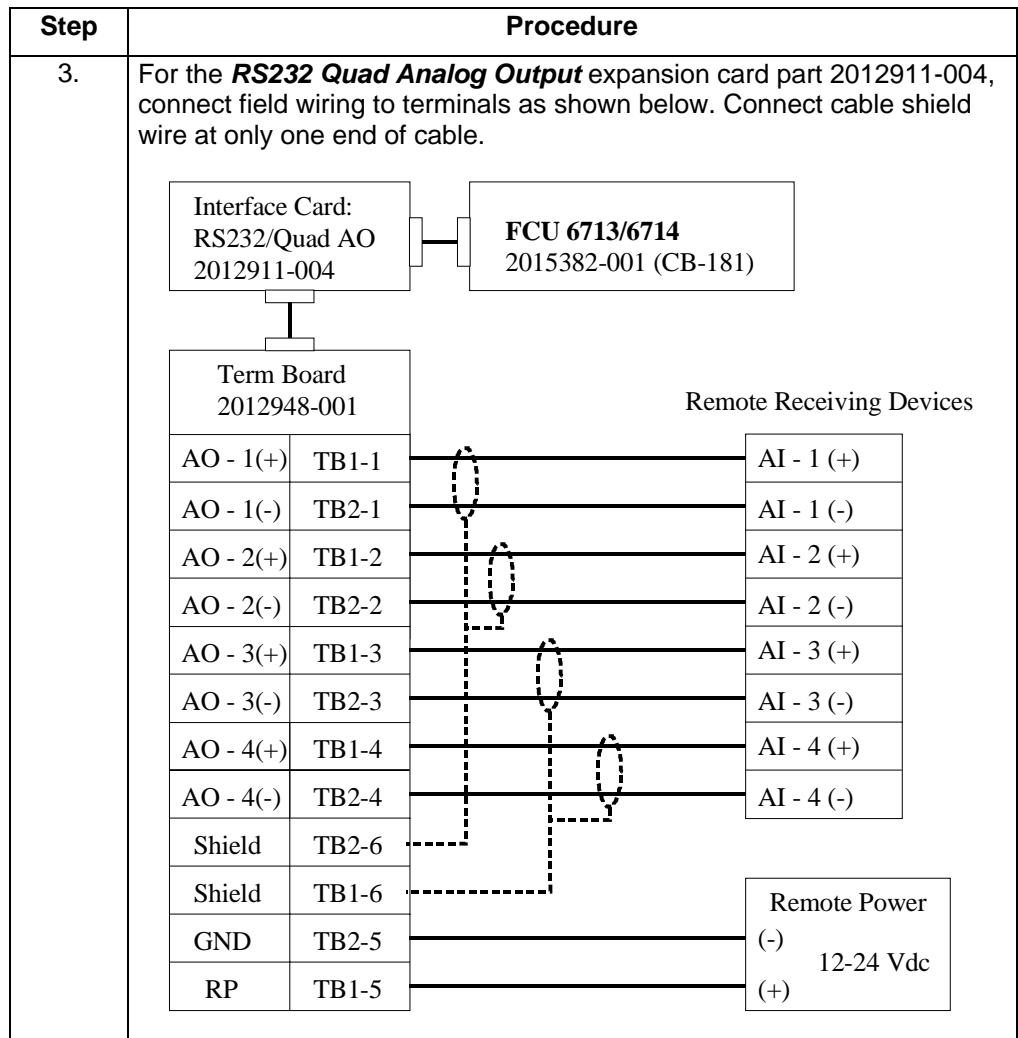 Step Procedure
3. For the RS232 Quad Analog Output expansion card part 2012911-004,
connect field wiring to terminals as shown below. Connect cable shield
wire at only one end of cable.
Interface Card:
RS232/Quad AO
2012911-004
FCU 6713/6714
2015382-001 (CB-181)
Term Board
2012948-001
Remote Receiving Devices
AO - 1(+) TB1-1 AI - 1 (+)
AO - 1(-) TB2-1 AI - 1 (-)
AO - 2(+) TB1-2 AI - 2 (+)
AO - 2(-) TB2-2 AI - 2 (-)
AO - 3(+) TB1-3 AI - 3 (+)
AO - 3(-) TB2-3 AI - 3 (-)
AO - 4(+) TB1-4 AI - 4 (+)
AO - 4(-) TB2-4 AI - 4 (-)
Shield TB2-6
Shield TB1-6
Remote Power
GND TB2-5 (-)
12-24 Vdc
RP TB1-5 (+)